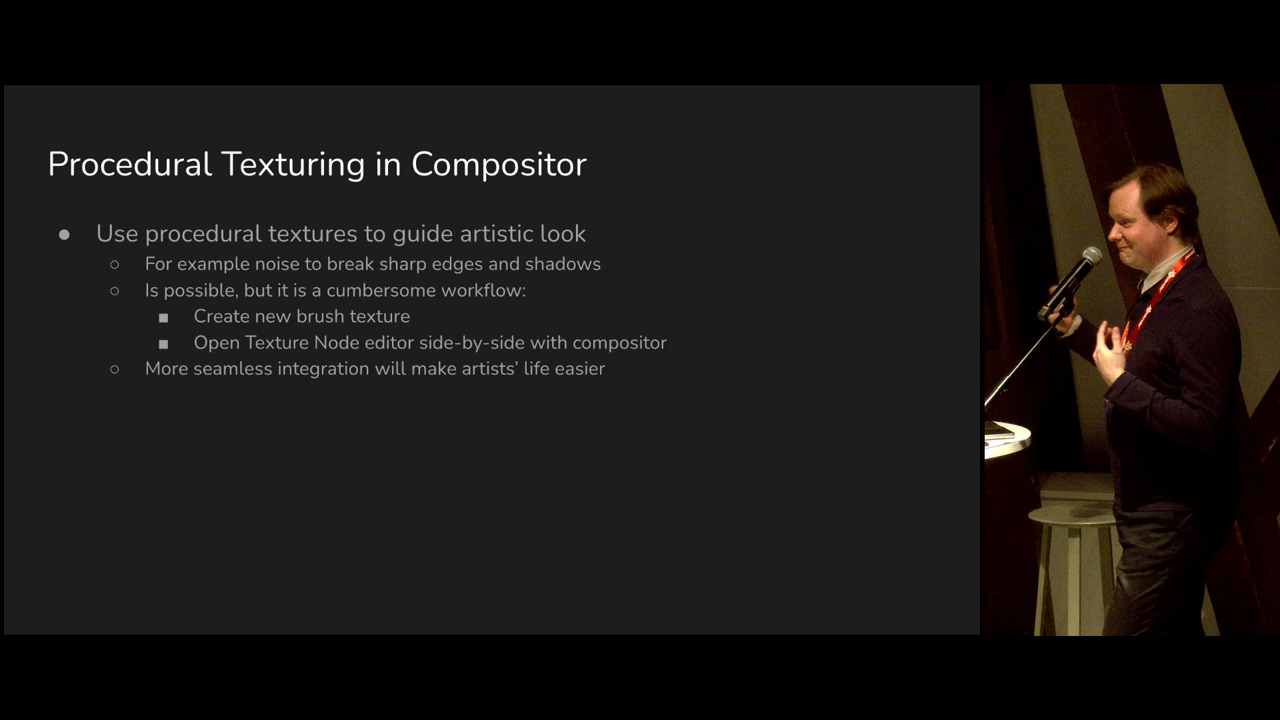 Procedural Texturing in Compositor
● Use procedural textures to guide artistic look
○ For example noise to break sharp edges and shadows
○ Is possible, but it is a cumbersome workflow:
■ Create new brush texture
■ Open Texture Node editor side-by-side with compositor
○ More seamless integration will make artists’ life easier